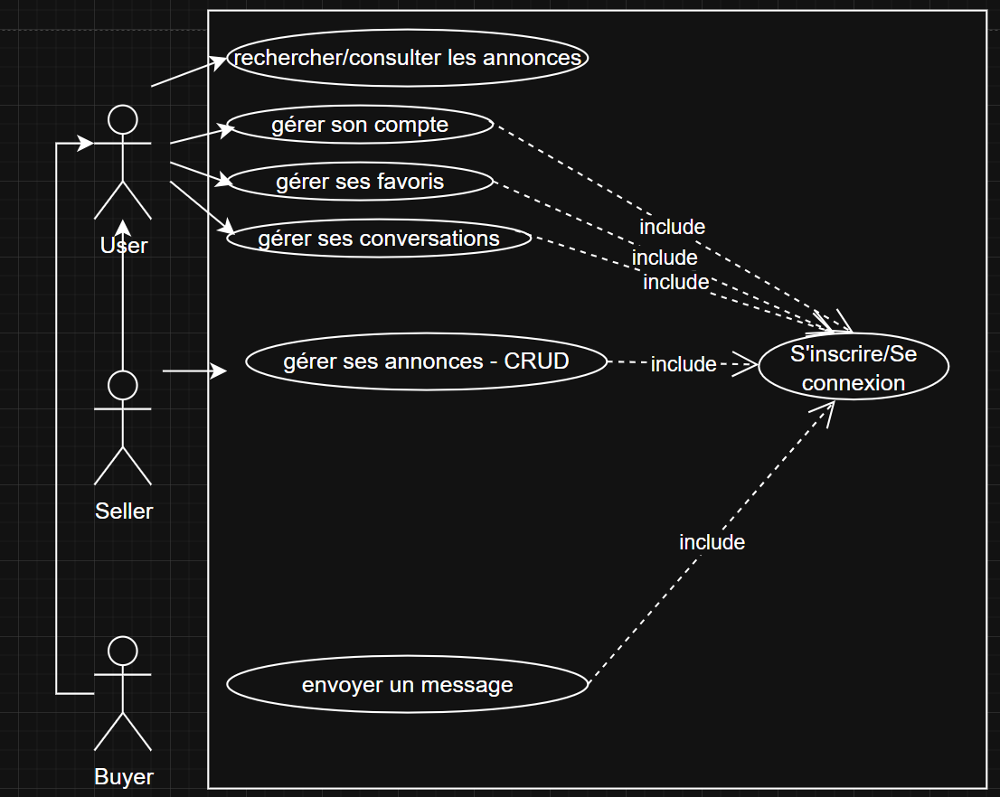 rechercher/consulter les annonces
gérer son compte
gérer ses favoris
User
gérer ses conversations
include
include
include
gérer ses annonces - CRUD
include
S'inscrire/Se
connexion
Seller
include
envoyer un message
Buyer